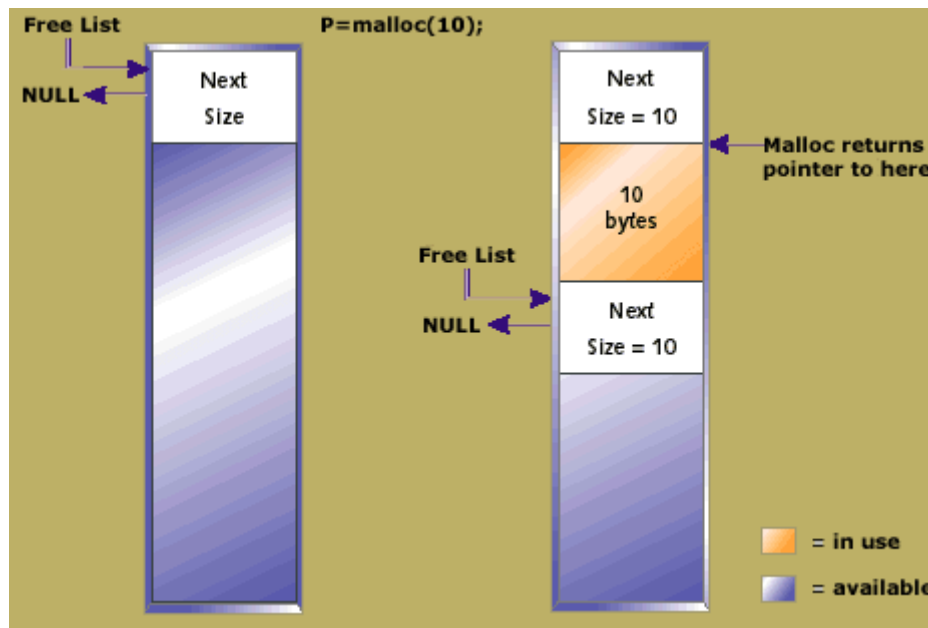 Free List
P=malloc(10);
NULL
Next
Size
Next
Size = 10
Malloc returns
pointer to here
10
bytes
Free List
NULL
Next
Size = 10
= in use
= available